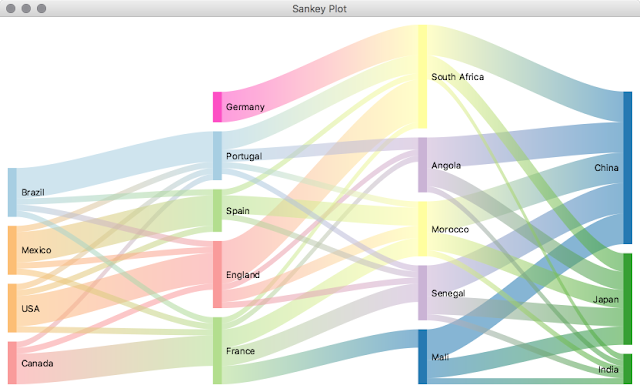 Sankey Plot
South Africa
Germany
Portugal
Angola
China
Brazil
Spain
Morocco
Mexico
England
Senegal
Japan
USA
France
Mali
India
Canada